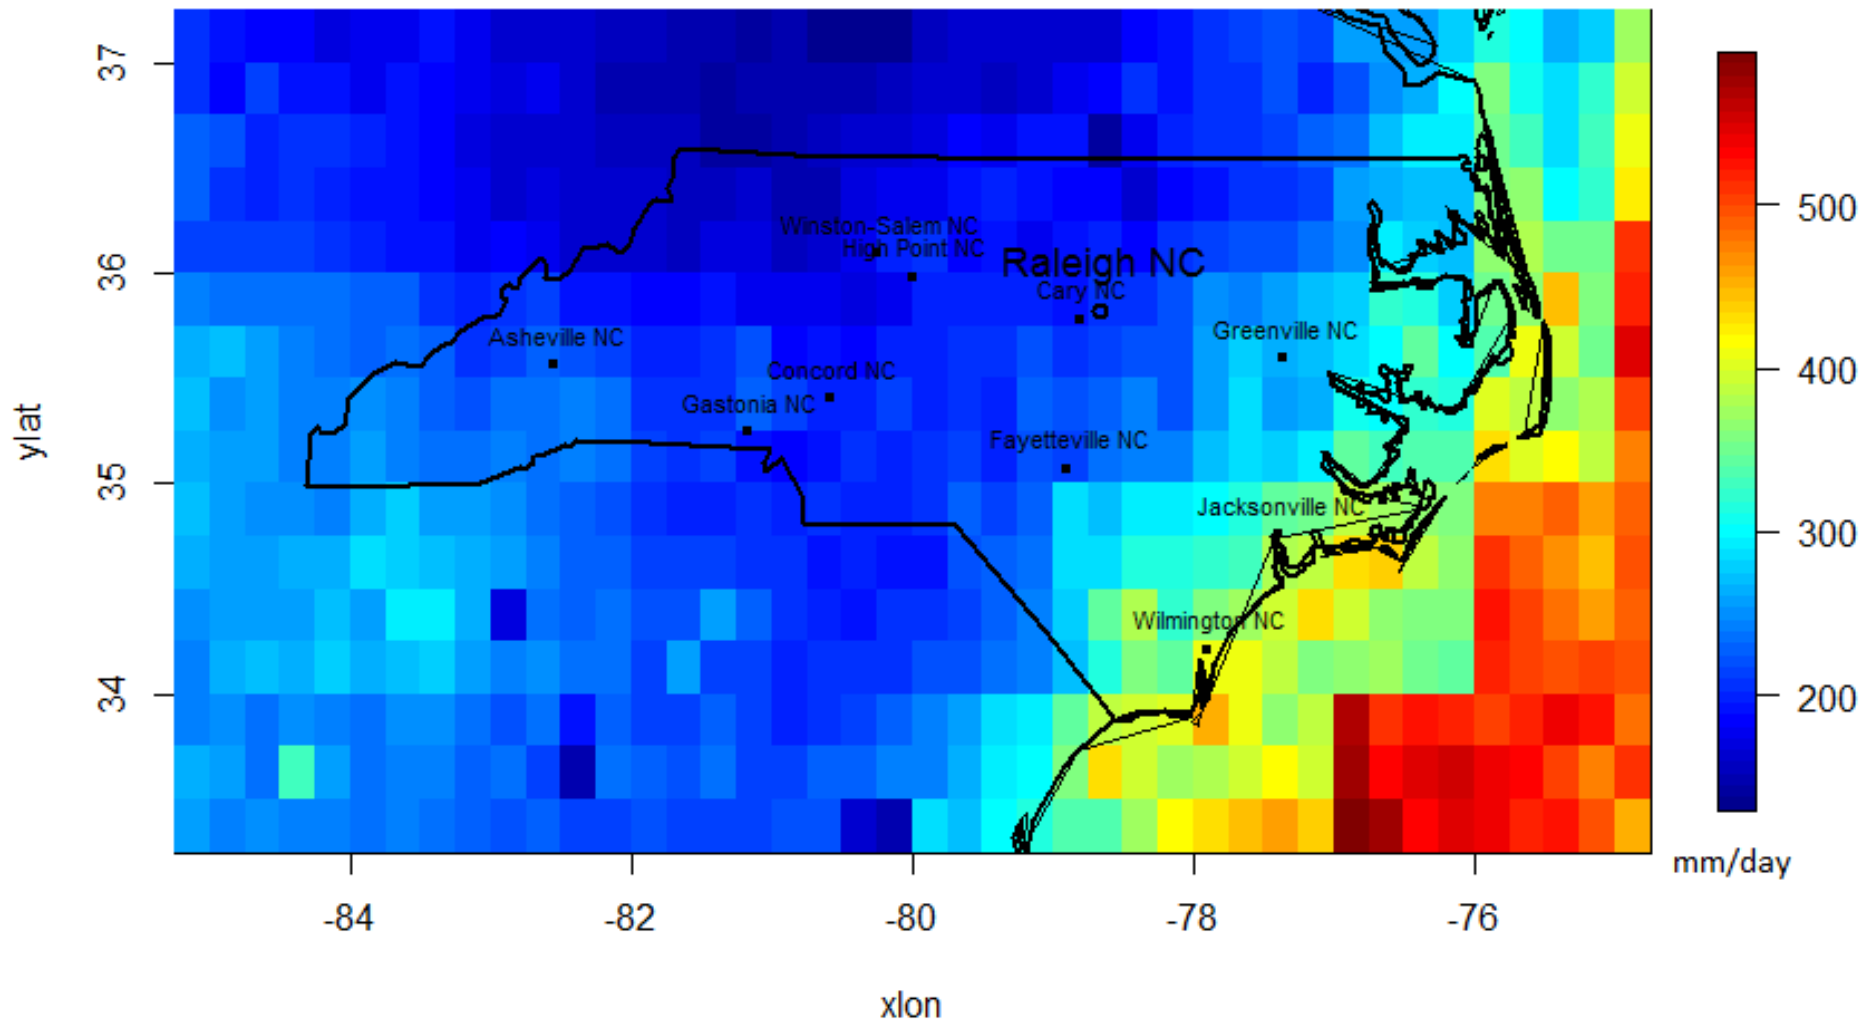 37
36
35
34
ylat
Winston-Salem NC
High Point NC
Raleigh NC
Cary NC
Asheville NC
Greenville NC
Concord NC
Gastonia NC
Fayetteville NC
Jacksonville NC
Wilmington NC
500
400
300
200
mm/day
-84 -82 -80 -78 -76
xlon